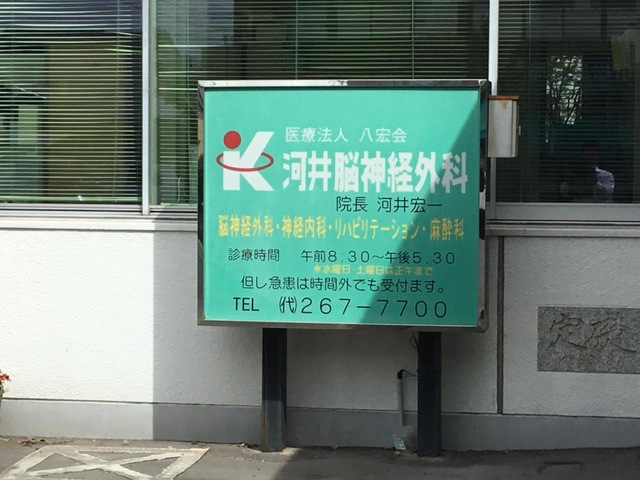 医療法人 八宏会
K 河井脳神経外科
院長 河井宏一
脳神経外科・神経内科・リハビリテーション・麻酔科
診療時間 午前8:30〜午後5.30
＊水曜日 土曜日は正午まで
但し急患は時間外でも受付ます。
TEL (代)267-7700